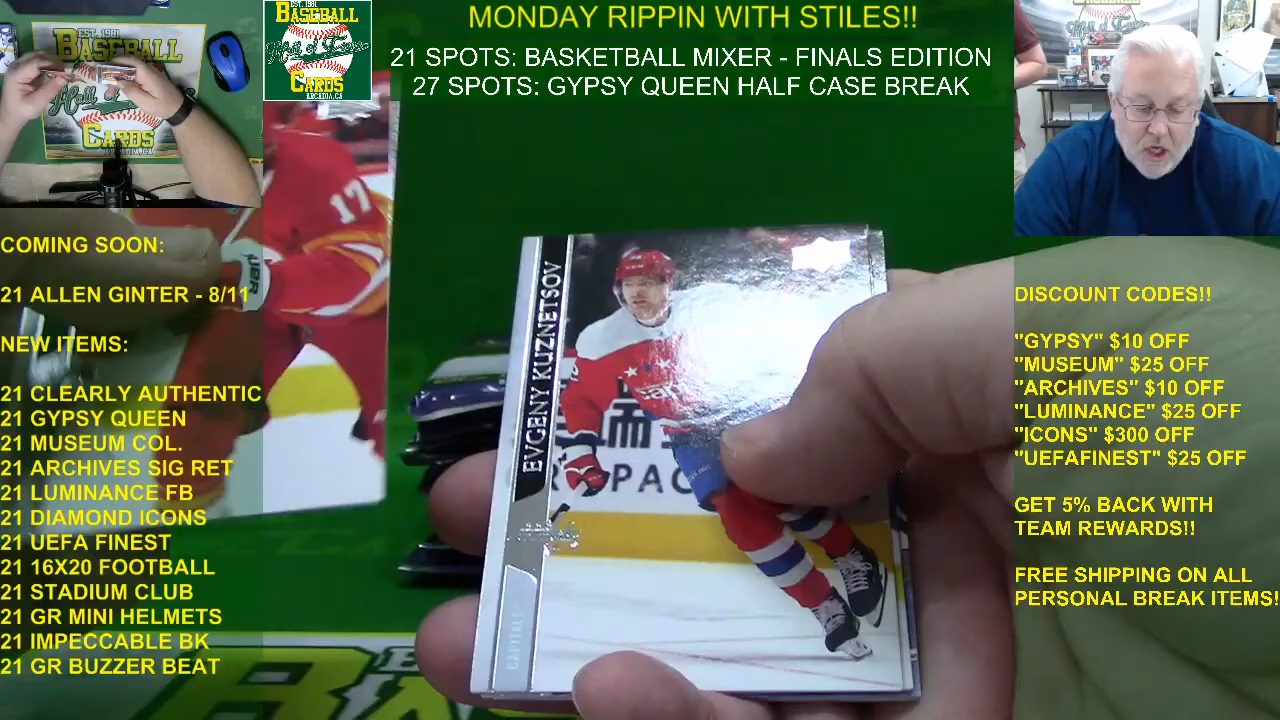 MONDAY RIPPIN WITH STILES!!
21 SPOTS: BASKETBALL MIXER - FINALS EDITION
27 SPOTS: GYPSY QUEEN HALF CASE BREAK
EST. 1981
BASEBALL
Hall of Fame
CARDS
ARCADIA, CA
BASEBALL
CARDS
COMING SOON:
21 ALLEN GINTER - 8/11
NEW ITEMS:
21 CLEARLY AUTHENTIC
21 GYPSY QUEEN
21 MUSEUM COL.
21 ARCHIVES SIG RET
21 LUMINANCE FB
21 DIAMOND ICONS
21 UEFA FINEST
21 16X20 FOOTBALL
21 STADIUM CLUB
21 GR MINI HELMETS
21 IMPECCABLE BK
21 GR BUZZER BEAT
17
EVGENY KUZNETSOV
CAPITALS
PAC
DISCOUNT CODES!!
"GYPSY" $10 OFF
"MUSEUM" $25 OFF
"ARCHIVES" $10 OFF
"LUMINANCE" $25 OFF
"ICONS" $300 OFF
"UEFAFINEST" $25 OFF
GET 5% BACK WITH
TEAM REWARDS!!
FREE SHIPPING ON ALL
PERSONAL BREAK ITEMS!